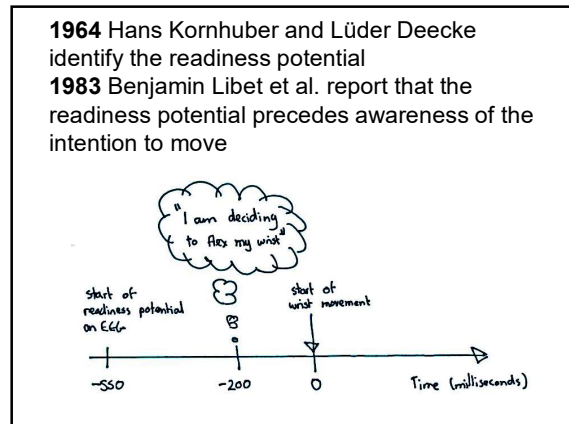 1964 Hans Kornhuber and Lüder Deecke
identify the readiness potential
1983 Benjamin Libet et al. report that the
readiness potential precedes awareness of the
intention to move
"I am deciding
to flex my wrist"
start of
readiness potential
on EEG
start of
wrist movement
-550
-200
0
Time (milliseconds)